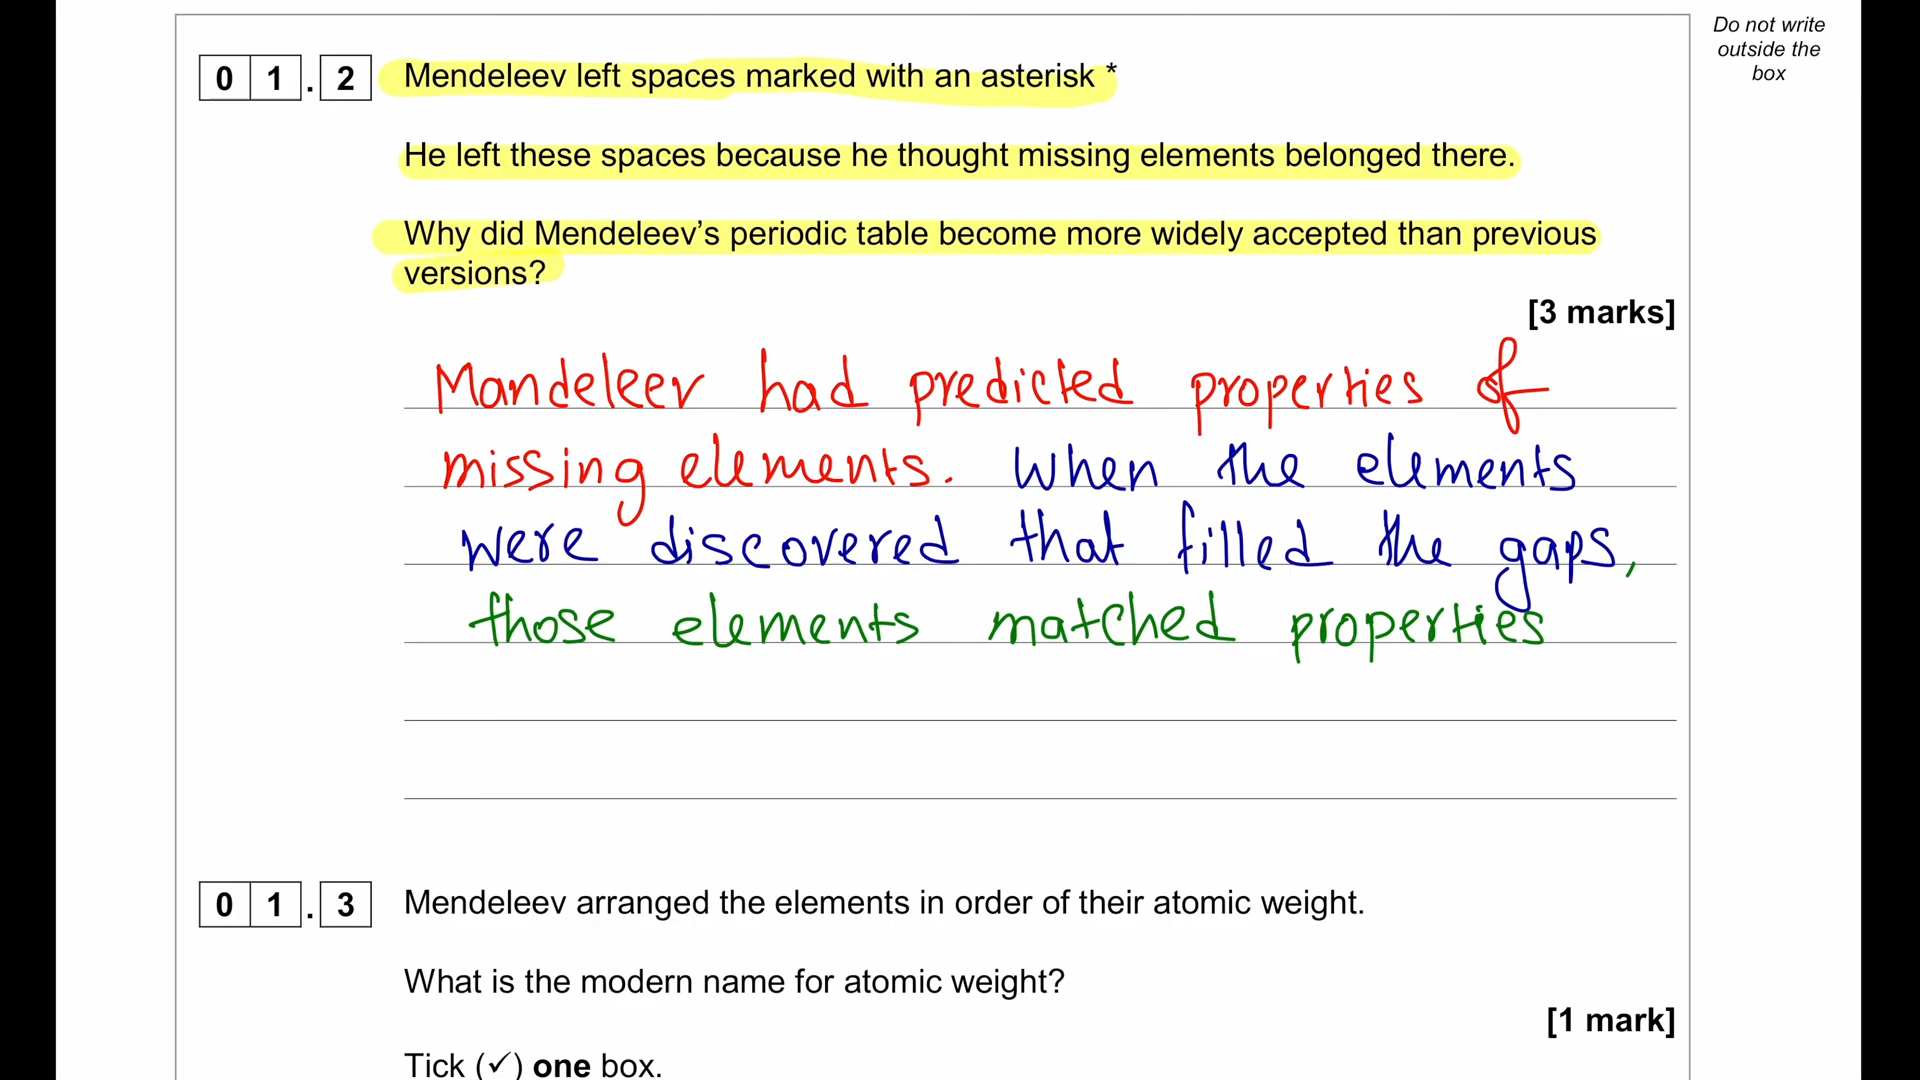 Do not write
outside the
box
0 1 . 2 Mendeleev left spaces marked with an asterisk *
He left these spaces because he thought missing elements belonged there.
Why did Mendeleev’s periodic table become more widely accepted than previous
versions?
[3 marks]
Mandeleev had predicted properties of
missing elements. When the elements
were discovered that filled the gaps,
those elements matched properties
0 1 . 3 Mendeleev arranged the elements in order of their atomic weight.
What is the modern name for atomic weight?
[1 mark]
Tick (✓) one box.